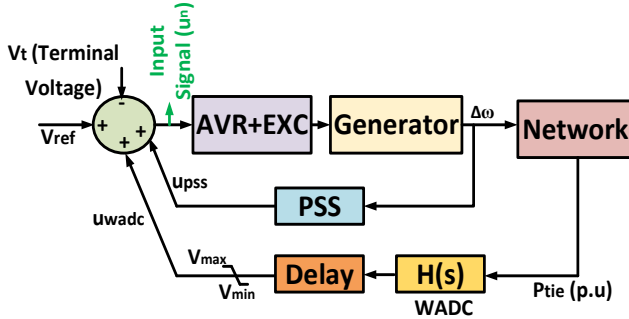 Vt (Terminal
Voltage)
Input
Signal (un)
-
+
+
+
Vref
AVR+EXC
Generator
Δω
Network
upss
PSS
uwadc
Vmax
Vmin
Delay
H(s)
WADC
Ptie (p.u)